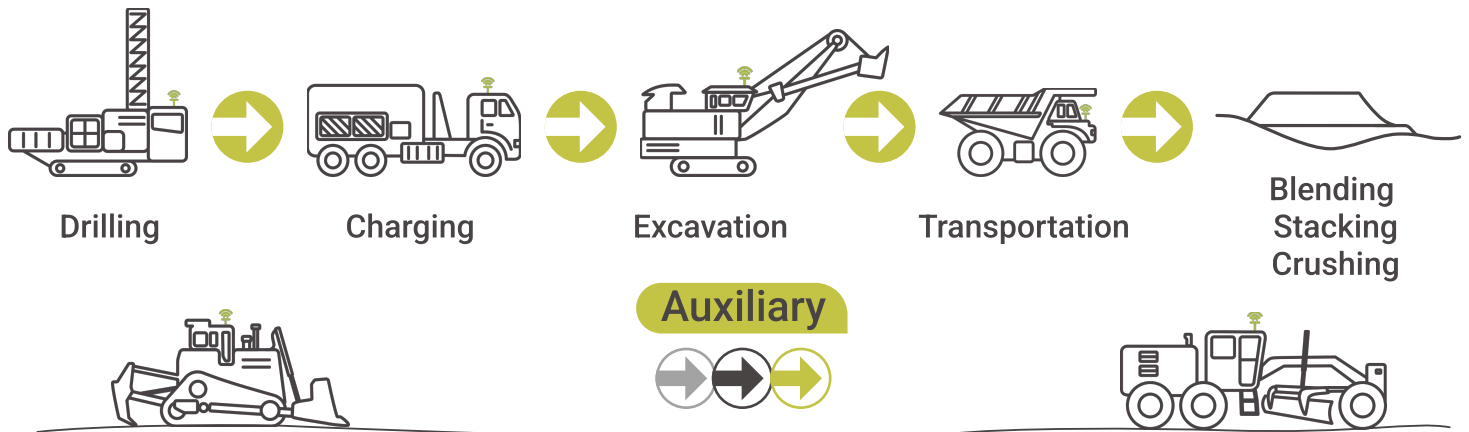 Drilling
Charging
Excavation
Transportation
Blending
Stacking
Crushing
Auxiliary